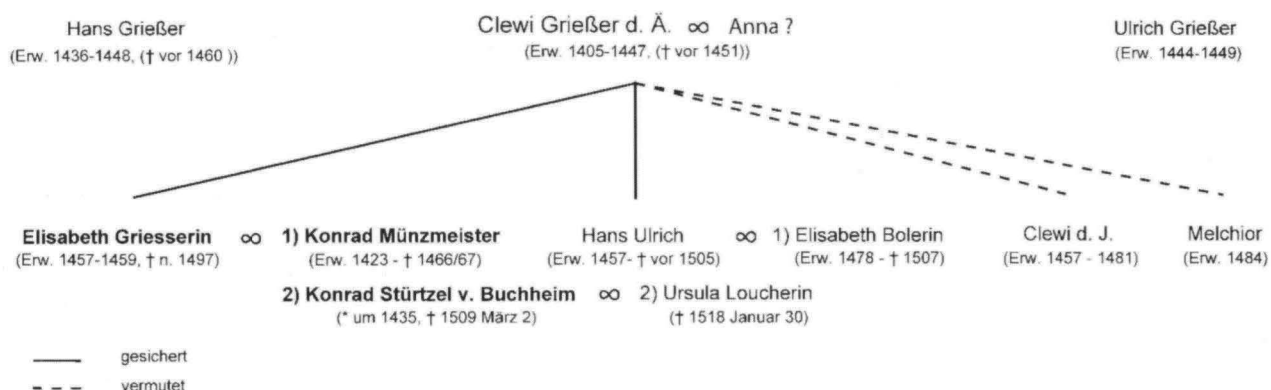 Hans Grießer
(Erw. 1436-1448, († vor 1460 ))
Clewi Grießer d. Ä. ∞ Anna ?
(Erw. 1405-1447, († vor 1451))
Ulrich Grießer
(Erw. 1444-1449)
Elisabeth Griesserin ∞ 1) Konrad Münzmeister
(Erw. 1457-1459, † n. 1497)
(Erw. 1423 - † 1466/67)
Hans Ulrich ∞ 1) Elisabeth Bolerin
(Erw. 1457- † vor 1505)
(Erw. 1478 - † 1507)
Clewi d. J.
(Erw. 1457 - 1481)
Melchior
(Erw. 1484)
2) Konrad Stürtzel v. Buchheim ∞ 2) Ursula Loucherin
(* um 1435, † 1509 März 2)
(† 1518 Januar 30)
gesichert
vermutet